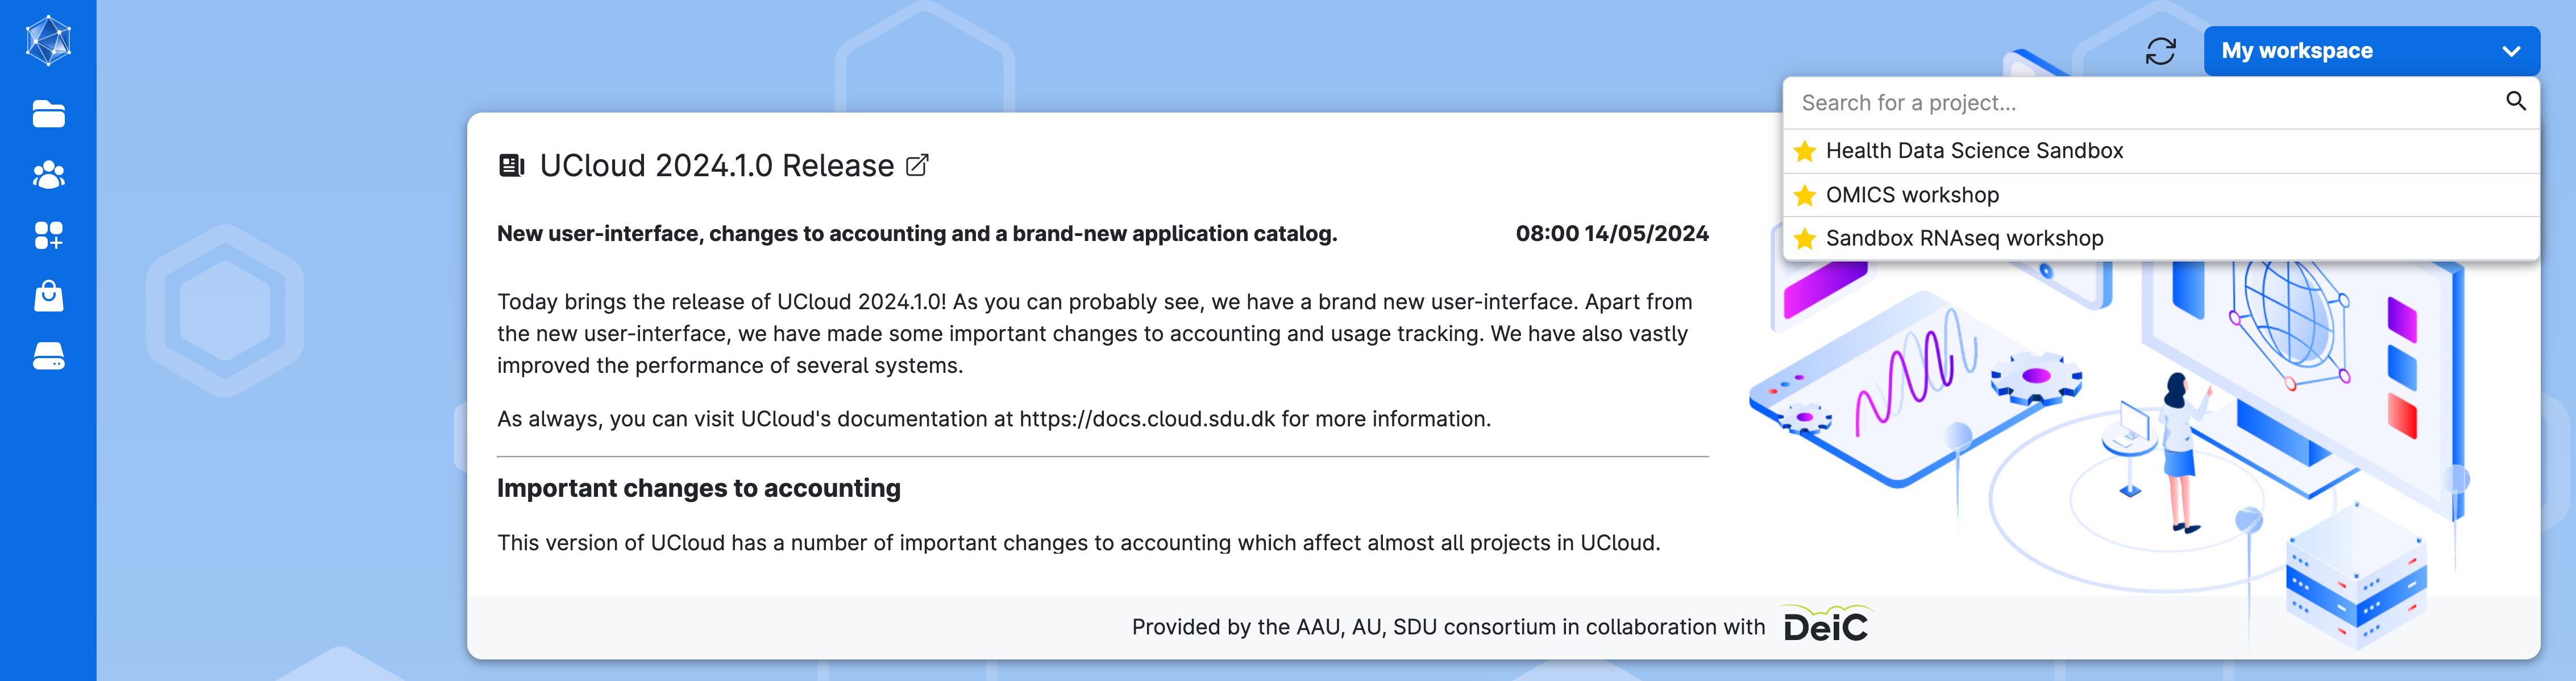 My workspace
Search for a project...
Health Data Science Sandbox
OMICS workshop
Sandbox RNAseq workshop
UCloud 2024.1.0 Release
New user-interface, changes to accounting and a brand-new application catalog. 08:00 14/05/2024
Today brings the release of UCloud 2024.1.0! As you can probably see, we have a brand new user-interface. Apart from
the new user-interface, we have made some important changes to accounting and usage tracking. We have also vastly
improved the performance of several systems.
As always, you can visit UCloud's documentation at https://docs.cloud.sdu.dk for more information.
Important changes to accounting
This version of UCloud has a number of important changes to accounting which affect almost all projects in UCloud.
Provided by the AAU, AU, SDU consortium in collaboration with DeiC